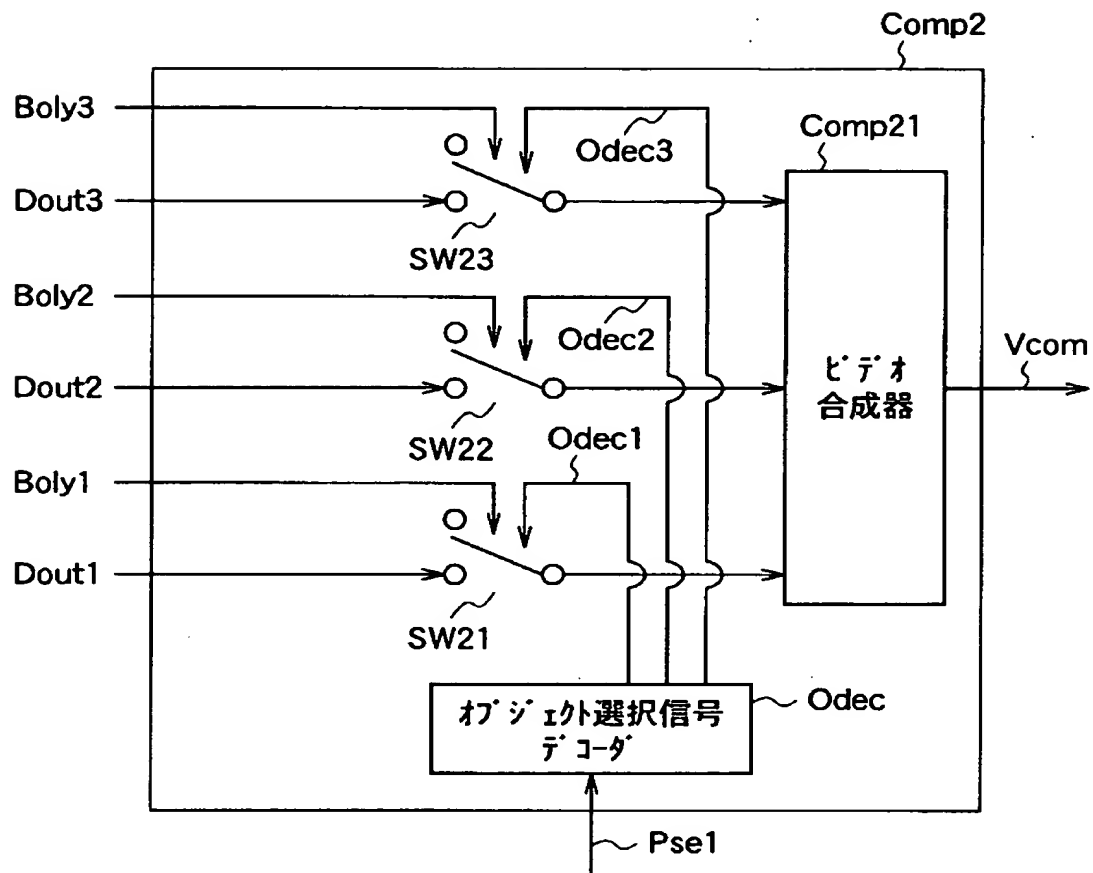 Comp2
Boly3
Odec3
Comp21
Dout3
SW23
Boly2
Odec2
Dout2
SW22
ビデオ
合成器
Vcom
Boly1
Odec1
Dout1
SW21
オブジェクト選択信号
デコーダ
Odec
Pse1